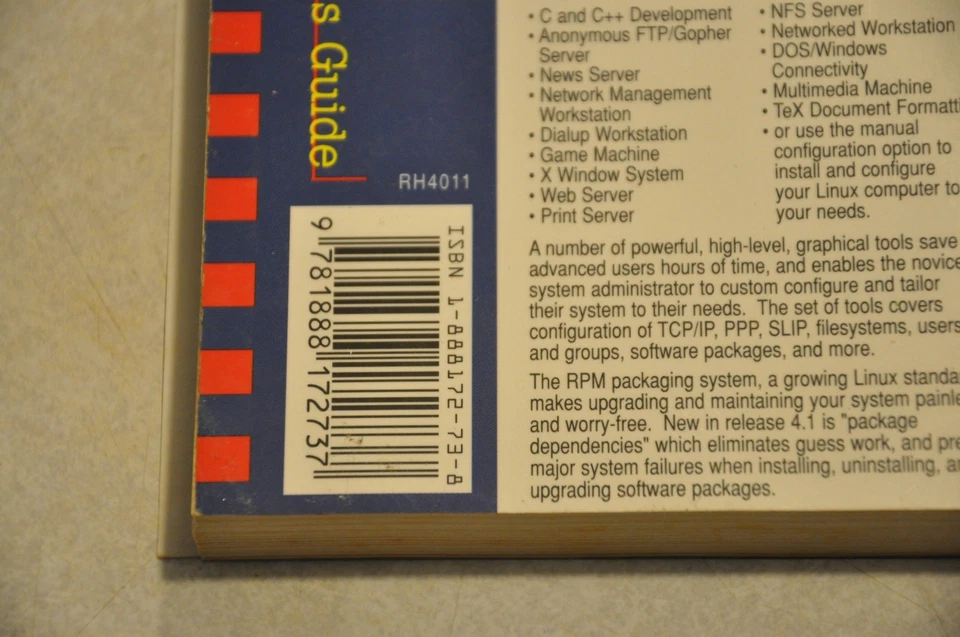 s Guide
RH4011
ISBN 1-888172-73-8
9 781888 172737
• C and C++ Development
• Anonymous FTP/Gopher
Server
• News Server
• Network Management
Workstation
• Dialup Workstation
• Game Machine
• X Window System
• Web Server
• Print Server
• NFS Server
• Networked Workstation
• DOS/Windows
Connectivity
• Multimedia Machine
• TeX Document Formatti
• or use the manual
configuration option to
install and configure
your Linux computer to
your needs.
A number of powerful, high-level, graphical tools save
advanced users hours of time, and enables the novice
system administrator to custom configure and tailor
their system to their needs. The set of tools covers
configuration of TCP/IP, PPP, SLIP, filesystems, users
and groups, software packages, and more.
The RPM packaging system, a growing Linux standa
makes upgrading and maintaining your system painle
and worry-free. New in release 4.1 is "package
dependencies" which eliminates guess work, and pre
major system failures when installing, uninstalling, an
upgrading software packages.